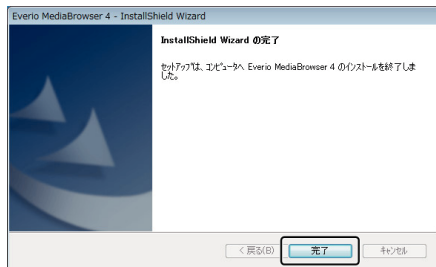 Everio MediaBrowser 4 - InstallShield Wizard
InstallShield Wizard の完了
セットアップは、コンピュータへ Everio MediaBrowser 4 のインストールを終了しま
した。
< 戻る(B)
完了
キャンセル